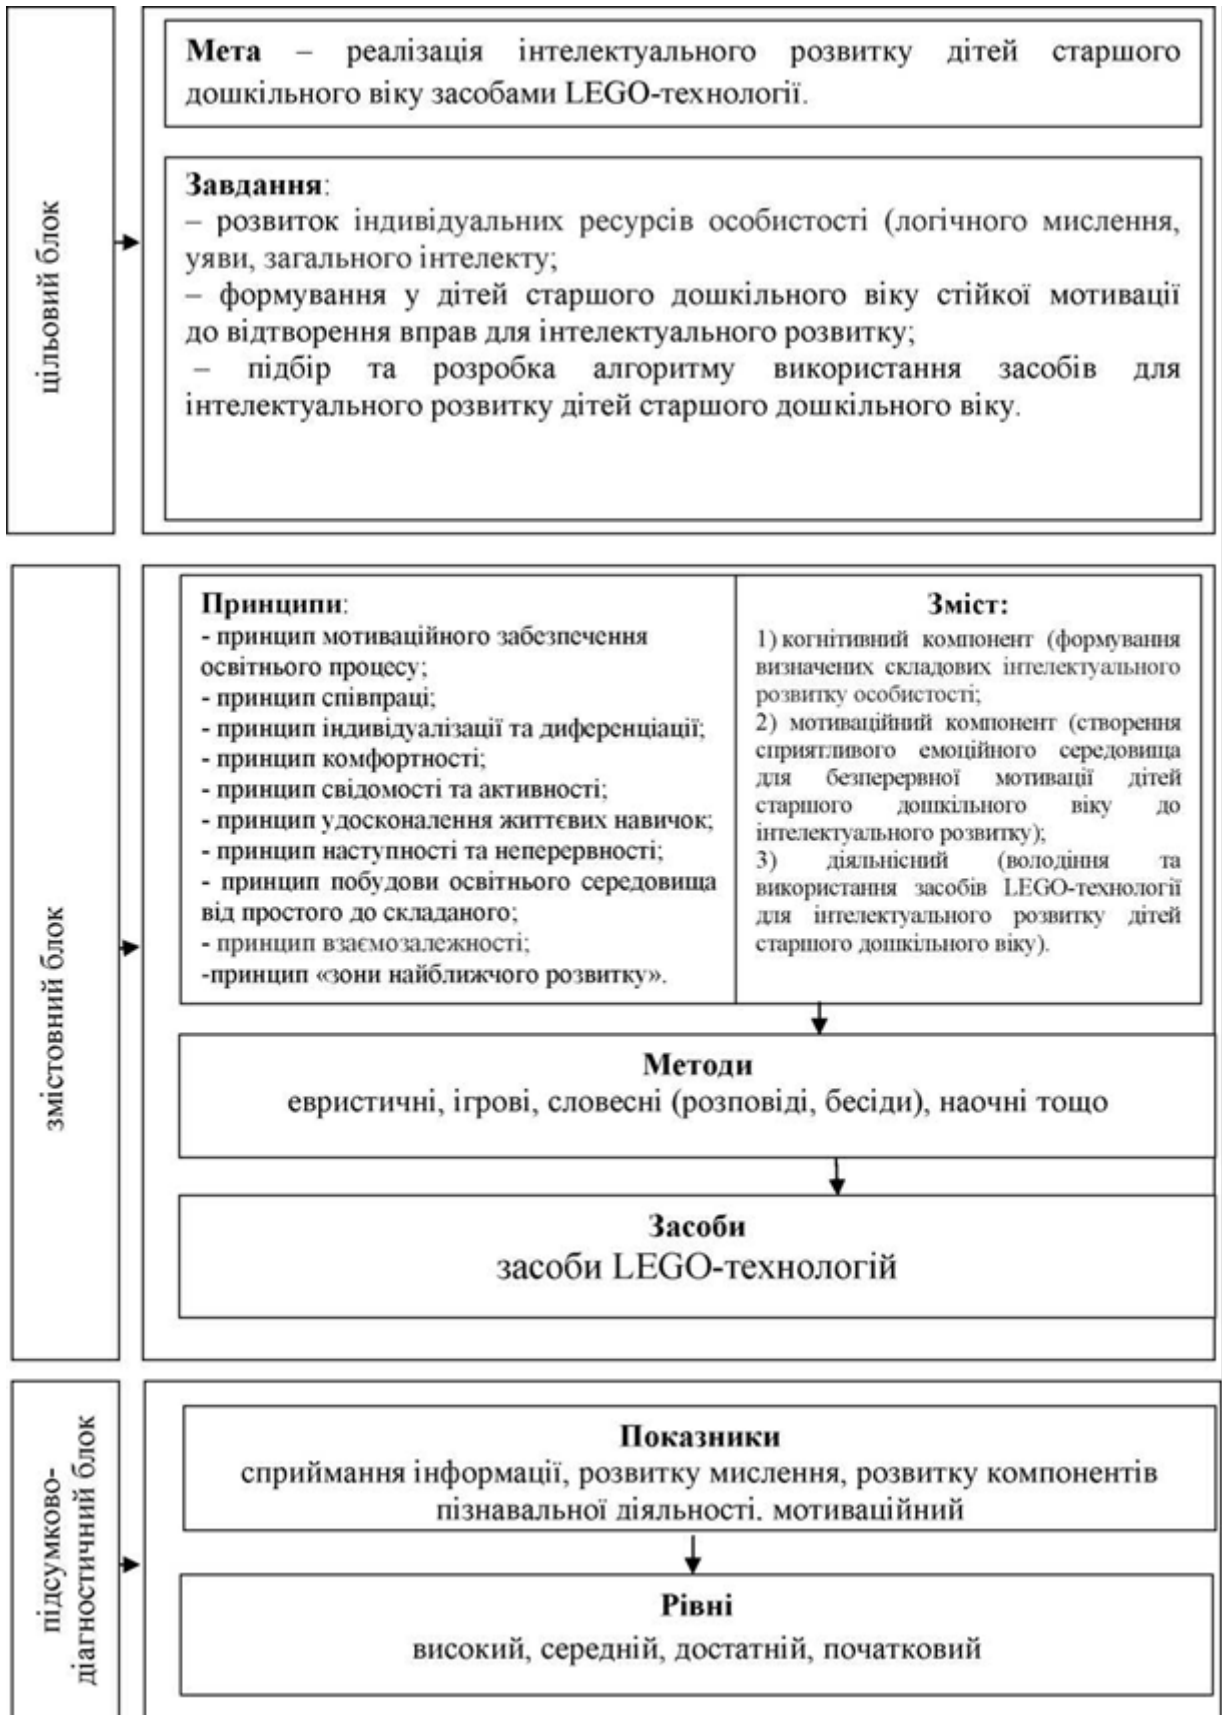 цільовий блок
Мета – реалізація інтелектуального розвитку дітей старшого
дошкільного віку засобами LEGO-технології.
Завдання:
– розвиток індивідуальних ресурсів особистості (логічного мислення,
уяви, загального інтелекту;
– формування у дітей старшого дошкільного віку стійкої мотивації
до відтворення вправ для інтелектуального розвитку;
– підбір та розробка алгоритму використання засобів для
інтелектуального розвитку дітей старшого дошкільного віку.
змістовний блок
Принципи:
- принцип мотиваційного забезпечення
освітнього процесу;
- принцип співпраці;
- принцип індивідуалізації та диференціації;
- принцип комфортності;
- принцип свідомості та активності;
- принцип удосконалення життєвих навичок;
- принцип наступності та неперервності;
- принцип побудови освітнього середовища
від простого до складаного;
- принцип взаємозалежності;
-принцип «зони найближчого розвитку».
Зміст:
1) когнітивний компонент (формування
визначених складових інтелектуального
розвитку особистості;
2) мотиваційний компонент (створення
сприятливого емоційного середовища
для безперервної мотивації дітей
старшого дошкільного віку до
інтелектуального розвитку);
3) діяльнісний (володіння та
використання засобів LEGO-технології
для інтелектуального розвитку дітей
старшого дошкільного віку).
Методи
евристичні, ігрові, словесні (розповіді, бесіди), наочні тощо
Засоби
засоби LEGO-технологій
підсумково-
діагностичний блок
Показники
сприймання інформації, розвитку мислення, розвитку компонентів
пізнавальної діяльності. мотиваційний
Рівні
високий, середній, достатній, початковий